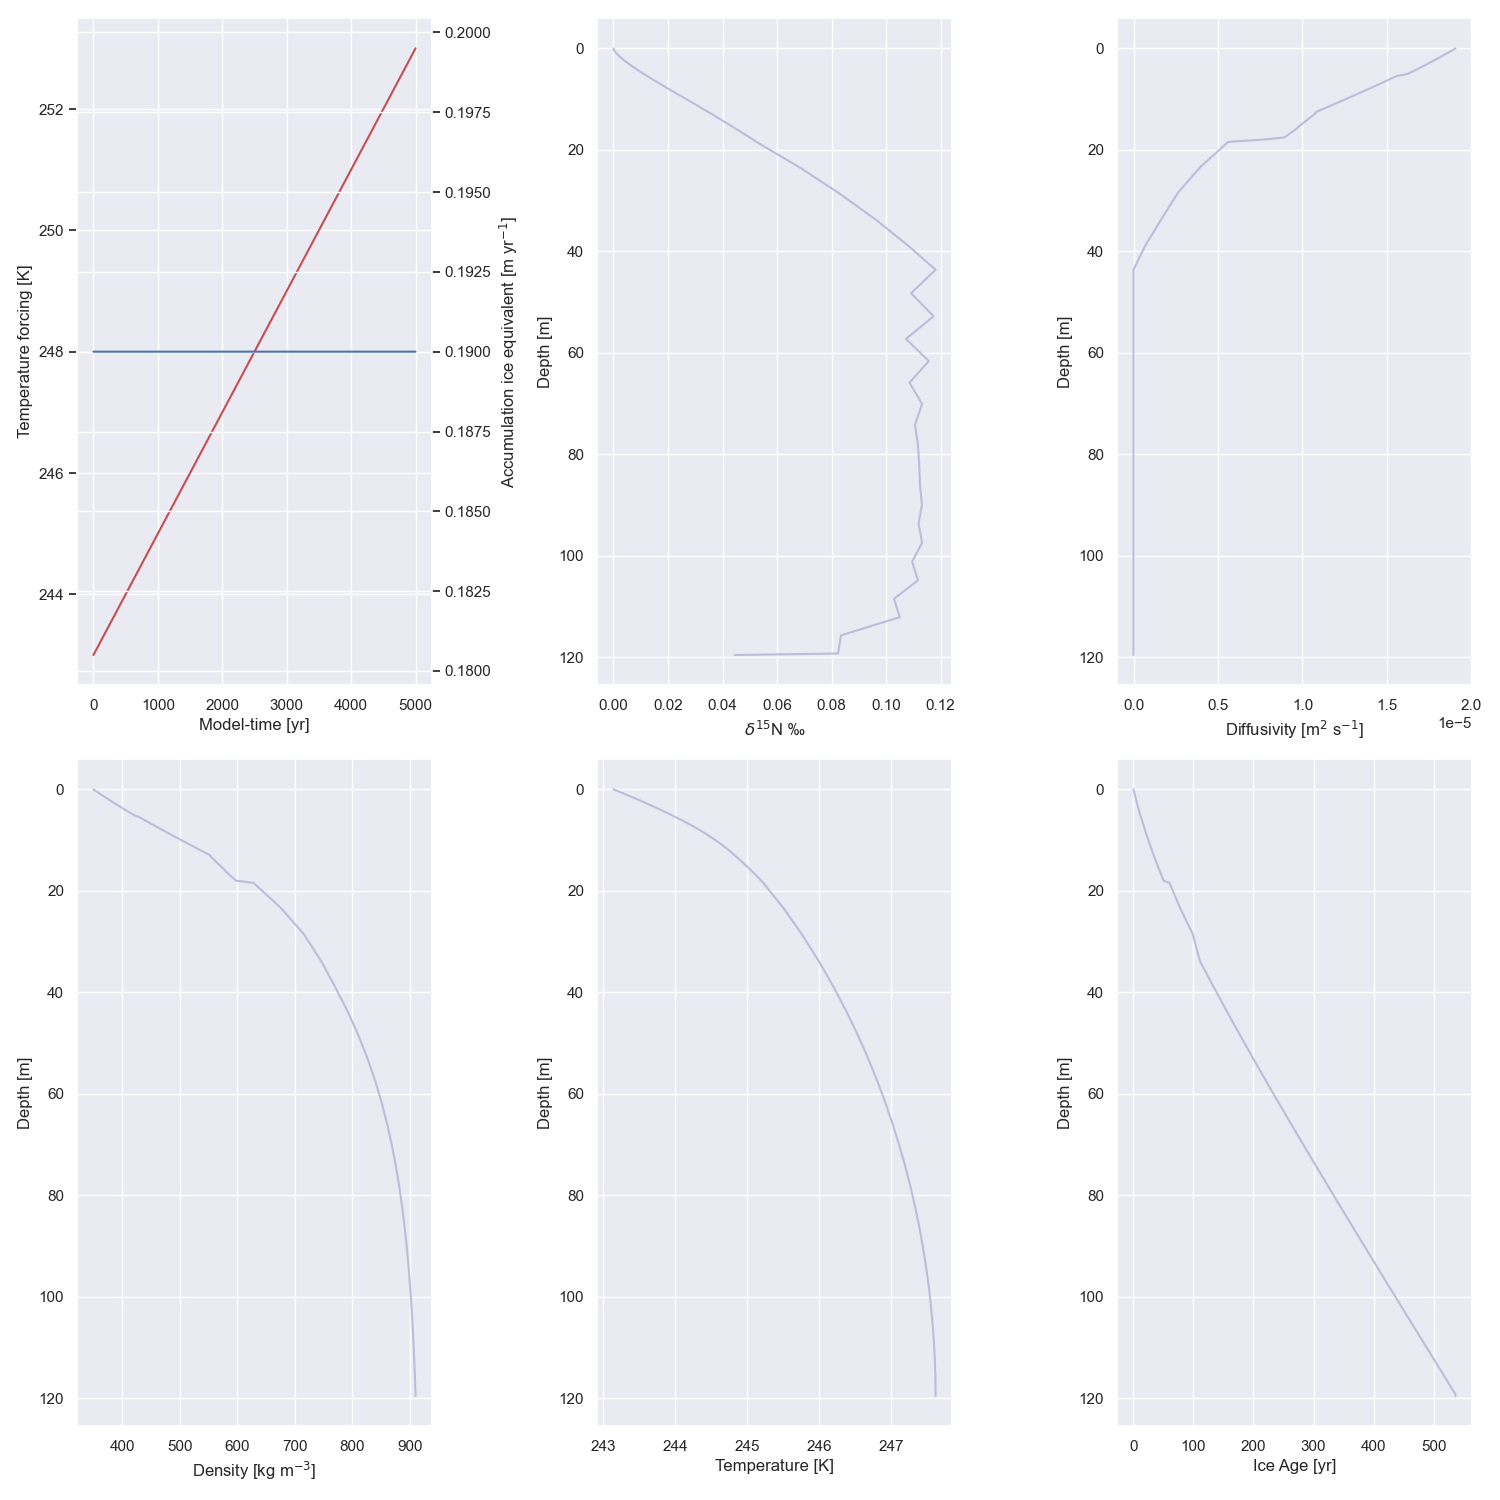 Temperature forcing [K]
252
250
248
246
244
0.2000
0.1975
0.1950
0.1925
0.1900
0.1875
0.1850
0.1825
0.1800
Accumulation ice equivalent [m yr⁻¹]
0 1000 2000 3000 4000 5000
Model-time [yr]
Depth [m]
0
20
40
60
80
100
120
0.00 0.02 0.04 0.06 0.08 0.10 0.12
δ¹⁵N ‰
Depth [m]
0
20
40
60
80
100
120
0.0 0.5 1.0 1.5 2.0
1e−5
Diffusivity [m² s⁻¹]
Depth [m]
0
20
40
60
80
100
120
400 500 600 700 800 900
Density [kg m⁻³]
Depth [m]
0
20
40
60
80
100
120
243 244 245 246 247
Temperature [K]
Depth [m]
0
20
40
60
80
100
120
0 100 200 300 400 500
Ice Age [yr]